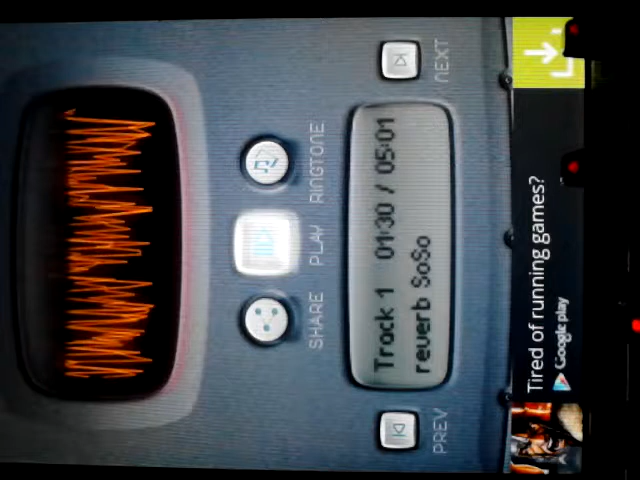 SHARE PLAY RINGTONE
PREV
Track 1 01:30 / 05:01
reverb SoSo
NEXT
Tired of running games?
Google play